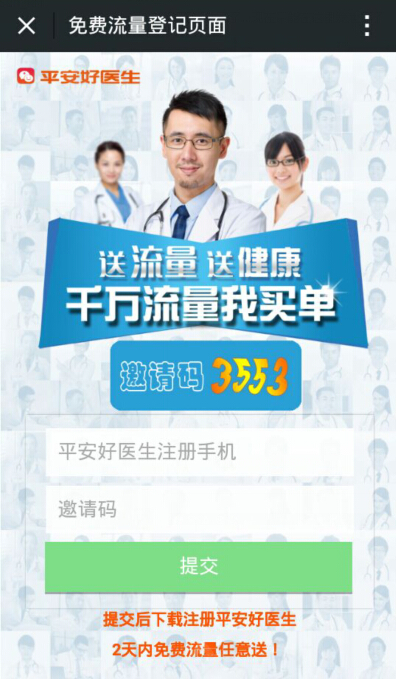 免费流量登记页面
平安好医生
送流量 送健康
千万流量我买单
邀请码 3553
平安好医生注册手机
邀请码
提交
提交后下载注册平安好医生
2天内免费流量任意送！